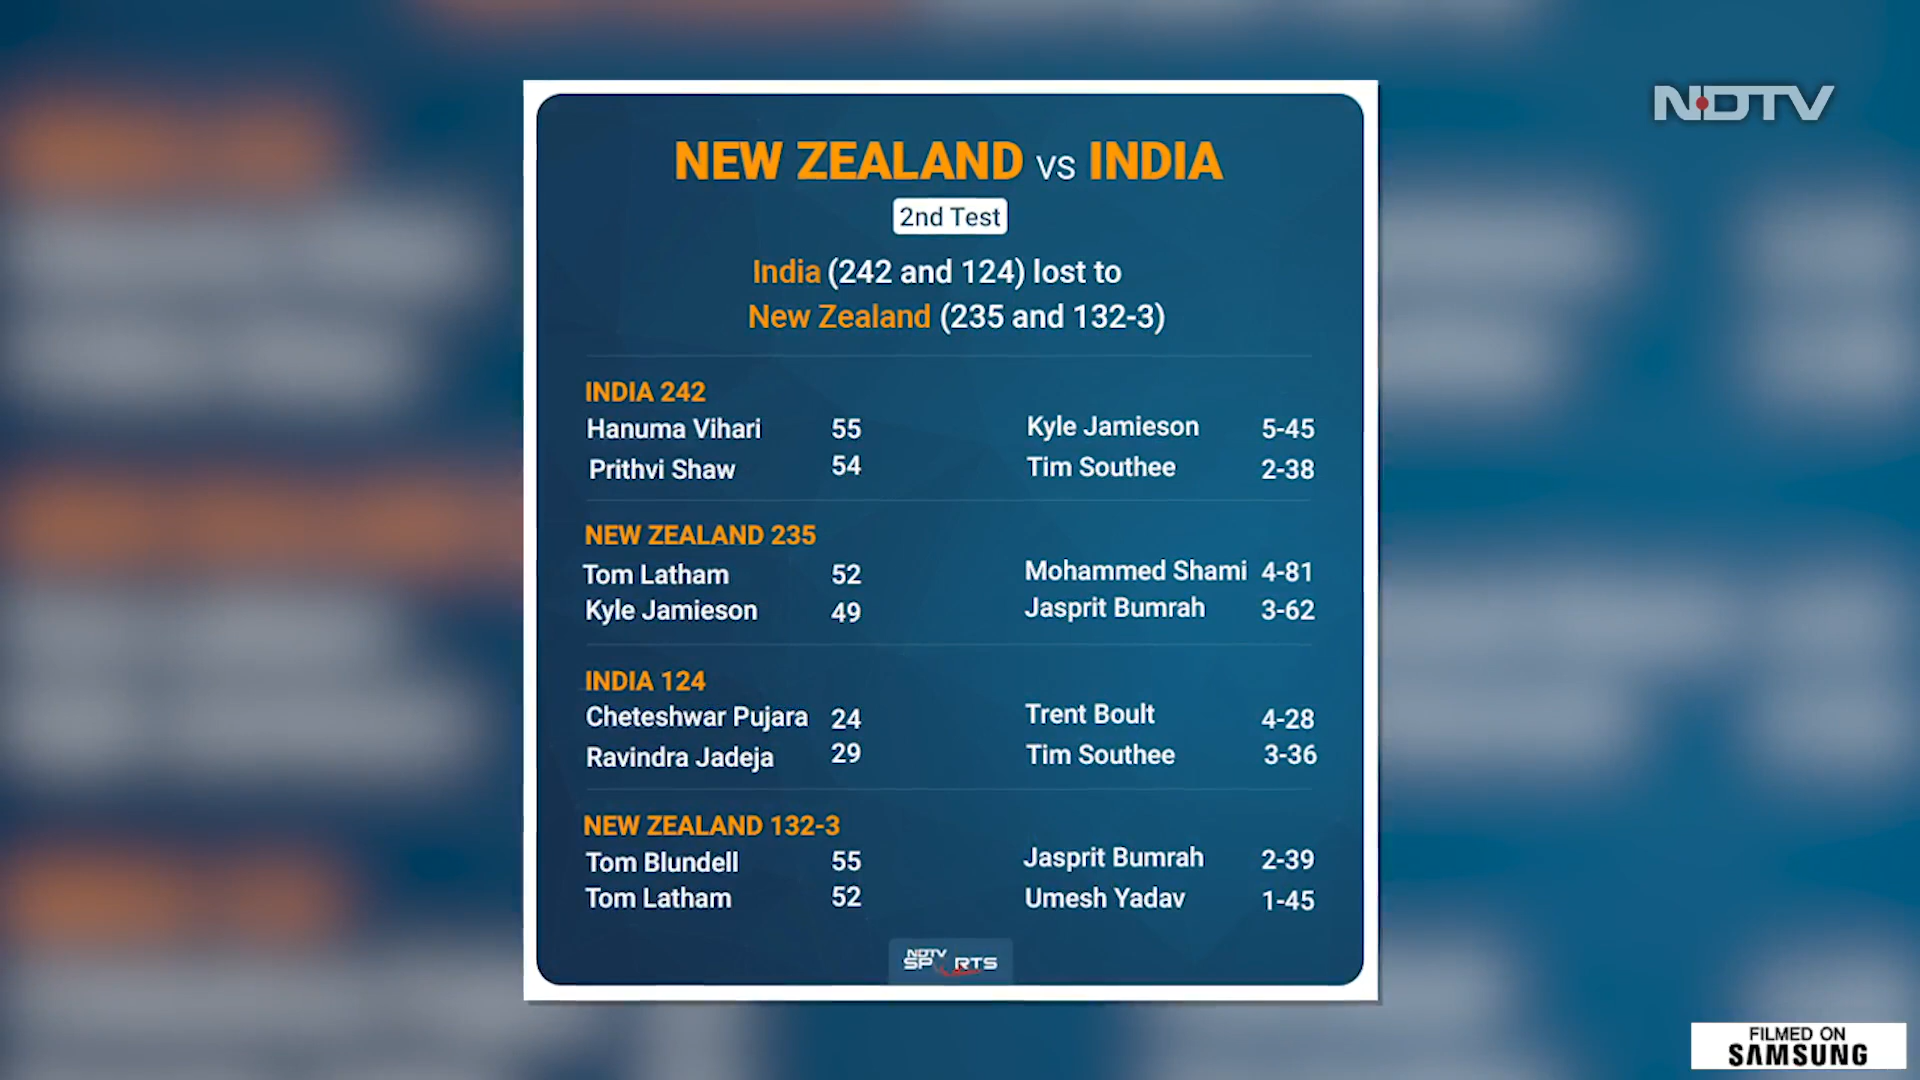 NDTV
NEW ZEALAND vs INDIA
2nd Test
India (242 and 124) lost to
New Zealand (235 and 132-3)
INDIA 242
Hanuma Vihari 55 Kyle Jamieson 5-45
Prithvi Shaw 54 Tim Southee 2-38
NEW ZEALAND 235
Tom Latham 52 Mohammed Shami 4-81
Kyle Jamieson 49 Jasprit Bumrah 3-62
INDIA 124
Cheteshwar Pujara 24 Trent Boult 4-28
Ravindra Jadeja 29 Tim Southee 3-36
NEW ZEALAND 132-3
Tom Blundell 55 Jasprit Bumrah 2-39
Tom Latham 52 Umesh Yadav 1-45
NDTV
SPORTS
FILMED ON
SAMSUNG